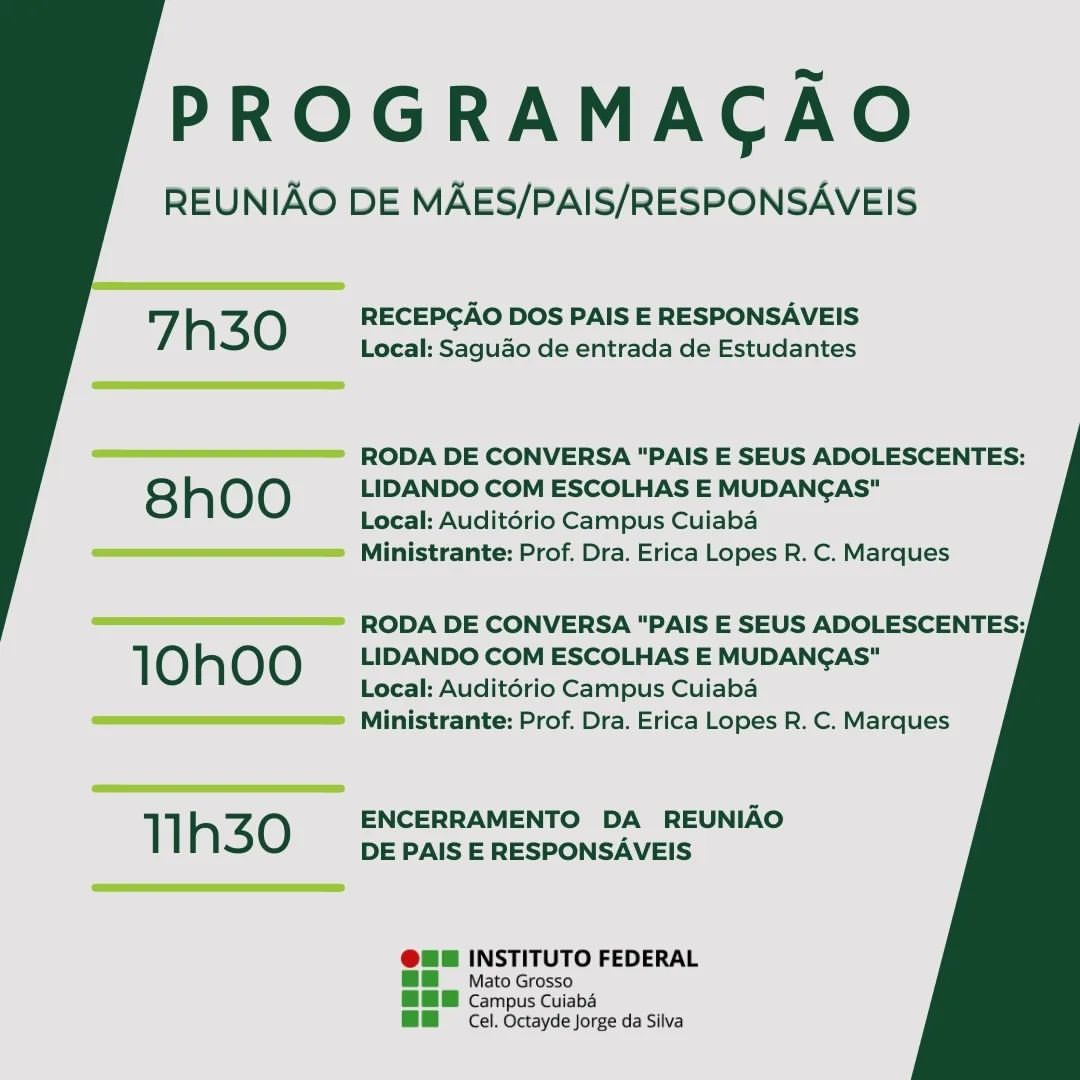 PROGRAMAÇÃO
REUNIÃO DE MÃES/PAIS/RESPONSÁVEIS
7h30
RECEPÇÃO DOS PAIS E RESPONSÁVEIS
Local: Saguão de entrada de Estudantes
8h00
RODA DE CONVERSA "PAIS E SEUS ADOLESCENTES:
LIDANDO COM ESCOLHAS E MUDANÇAS"
Local: Auditório Campus Cuiabá
Ministrante: Prof. Dra. Erica Lopes R. C. Marques
10h00
RODA DE CONVERSA "PAIS E SEUS ADOLESCENTES:
LIDANDO COM ESCOLHAS E MUDANÇAS"
Local: Auditório Campus Cuiabá
Ministrante: Prof. Dra. Erica Lopes R. C. Marques
11h30
ENCERRAMENTO DA REUNIÃO
DE PAIS E RESPONSÁVEIS
INSTITUTO FEDERAL
Mato Grosso
Campus Cuiabá
Cel. Octayde Jorge da Silva